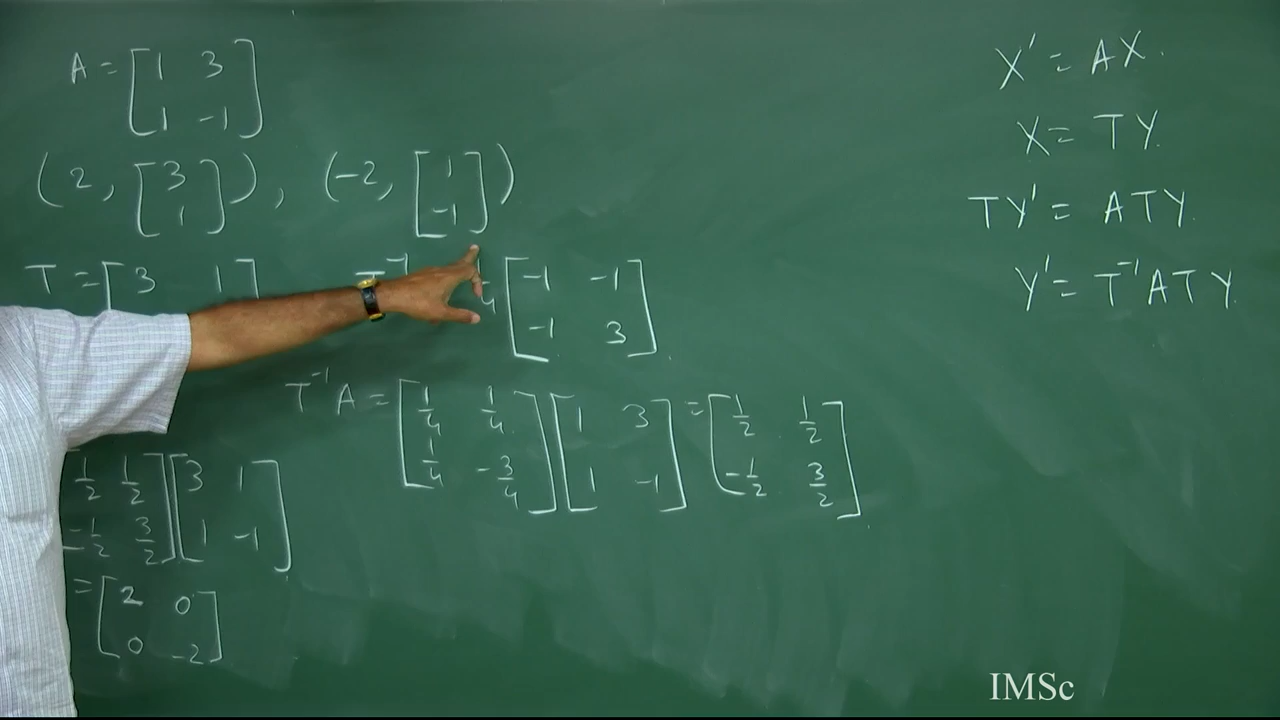 A = [1 3
1 -1]
(2, [3
1]), (-2, [1
-1])
T = [3 1] T⁻¹ 1/4 [-1 -1
-1 3]
T⁻¹A = [1/4 1/4
1/4 -3/4] [1 3
1 -1] = [1/2 1/2
-1/2 3/2]
1/2 1/2] [3 1
-1/2 3/2] 1 -1]
= [2 0
0 -2]
X' = AX.
X = TY.
TY' = ATY.
Y' = T⁻¹ATY.
IMSc